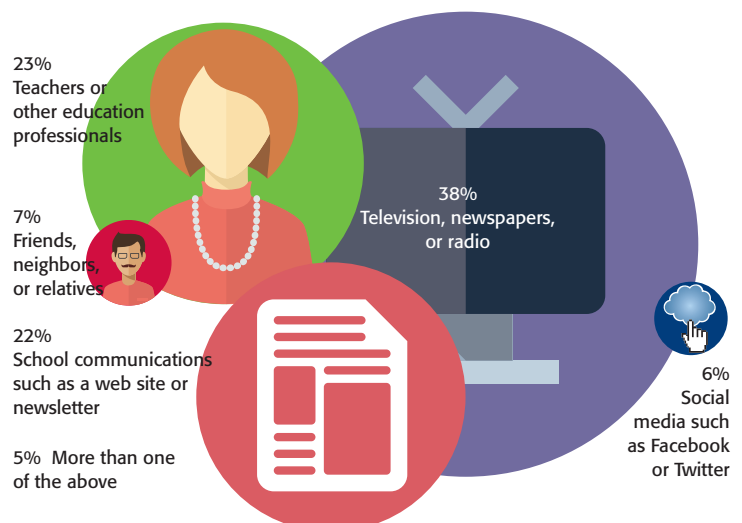 23%
Teachers or
other education
professionals
7%
Friends,
neighbors,
or relatives
22%
School communications
such as a web site or
newsletter
5% More than one
of the above
38%
Television, newspapers,
or radio
6%
Social
media such
as Facebook
or Twitter